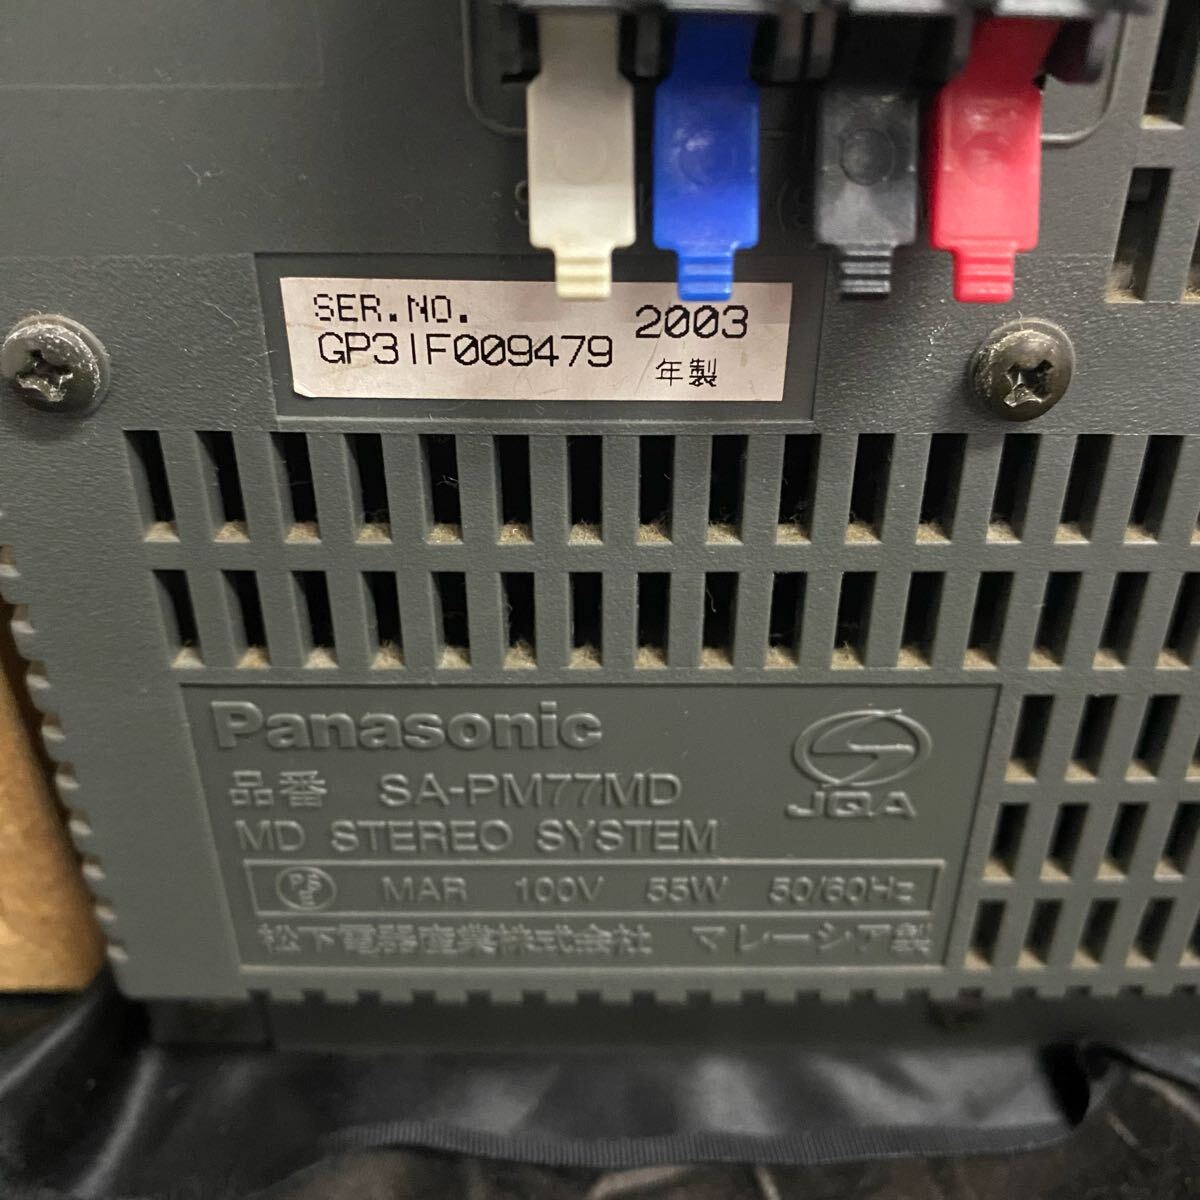 SER.NO.
GP31F009479
2003
年製
Panasonic
品番 SA-PM77MD
MD STEREO SYSTEM
JQA
PSE MAR 100V 55W 50/60Hz
松下電器産業株式会社 マレーシア製